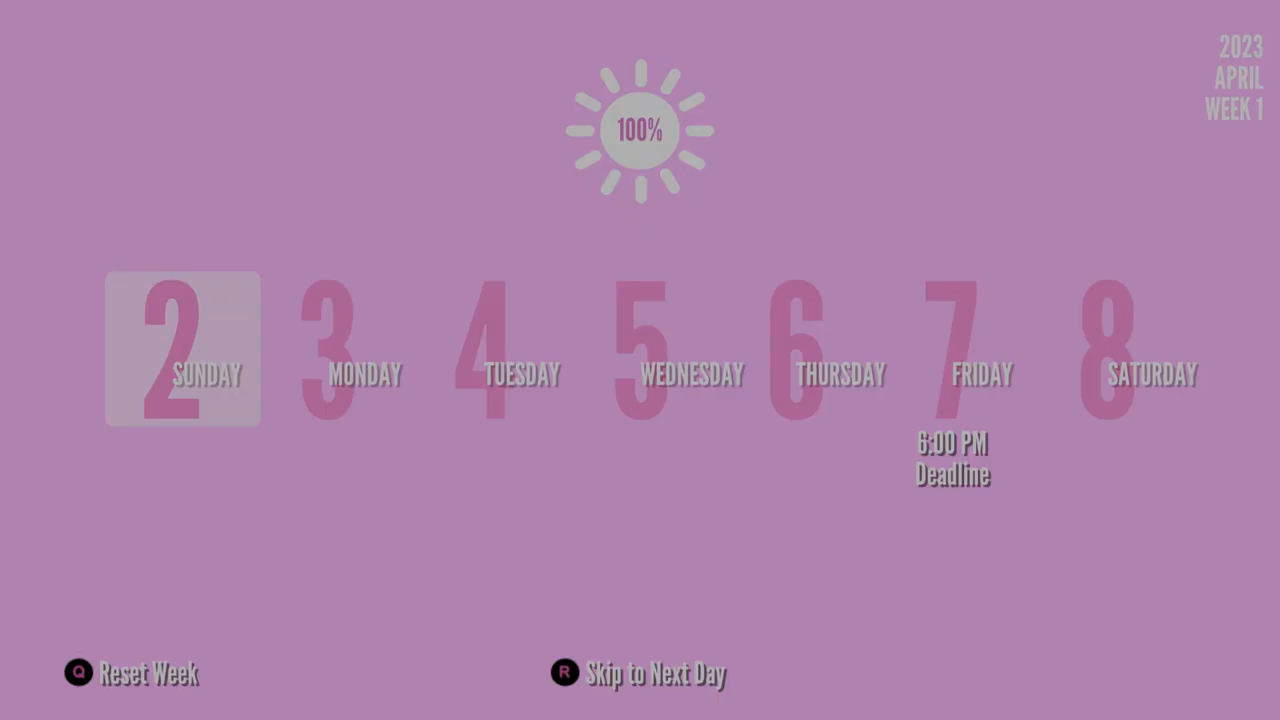 2023
APRIL
WEEK 1
100%
2 SUNDAY
3 MONDAY
4 TUESDAY
5 WEDNESDAY
6 THURSDAY
7 FRIDAY
8 SATURDAY
6:00 PM
Deadline
Q Reset Week
R Skip to Next Day